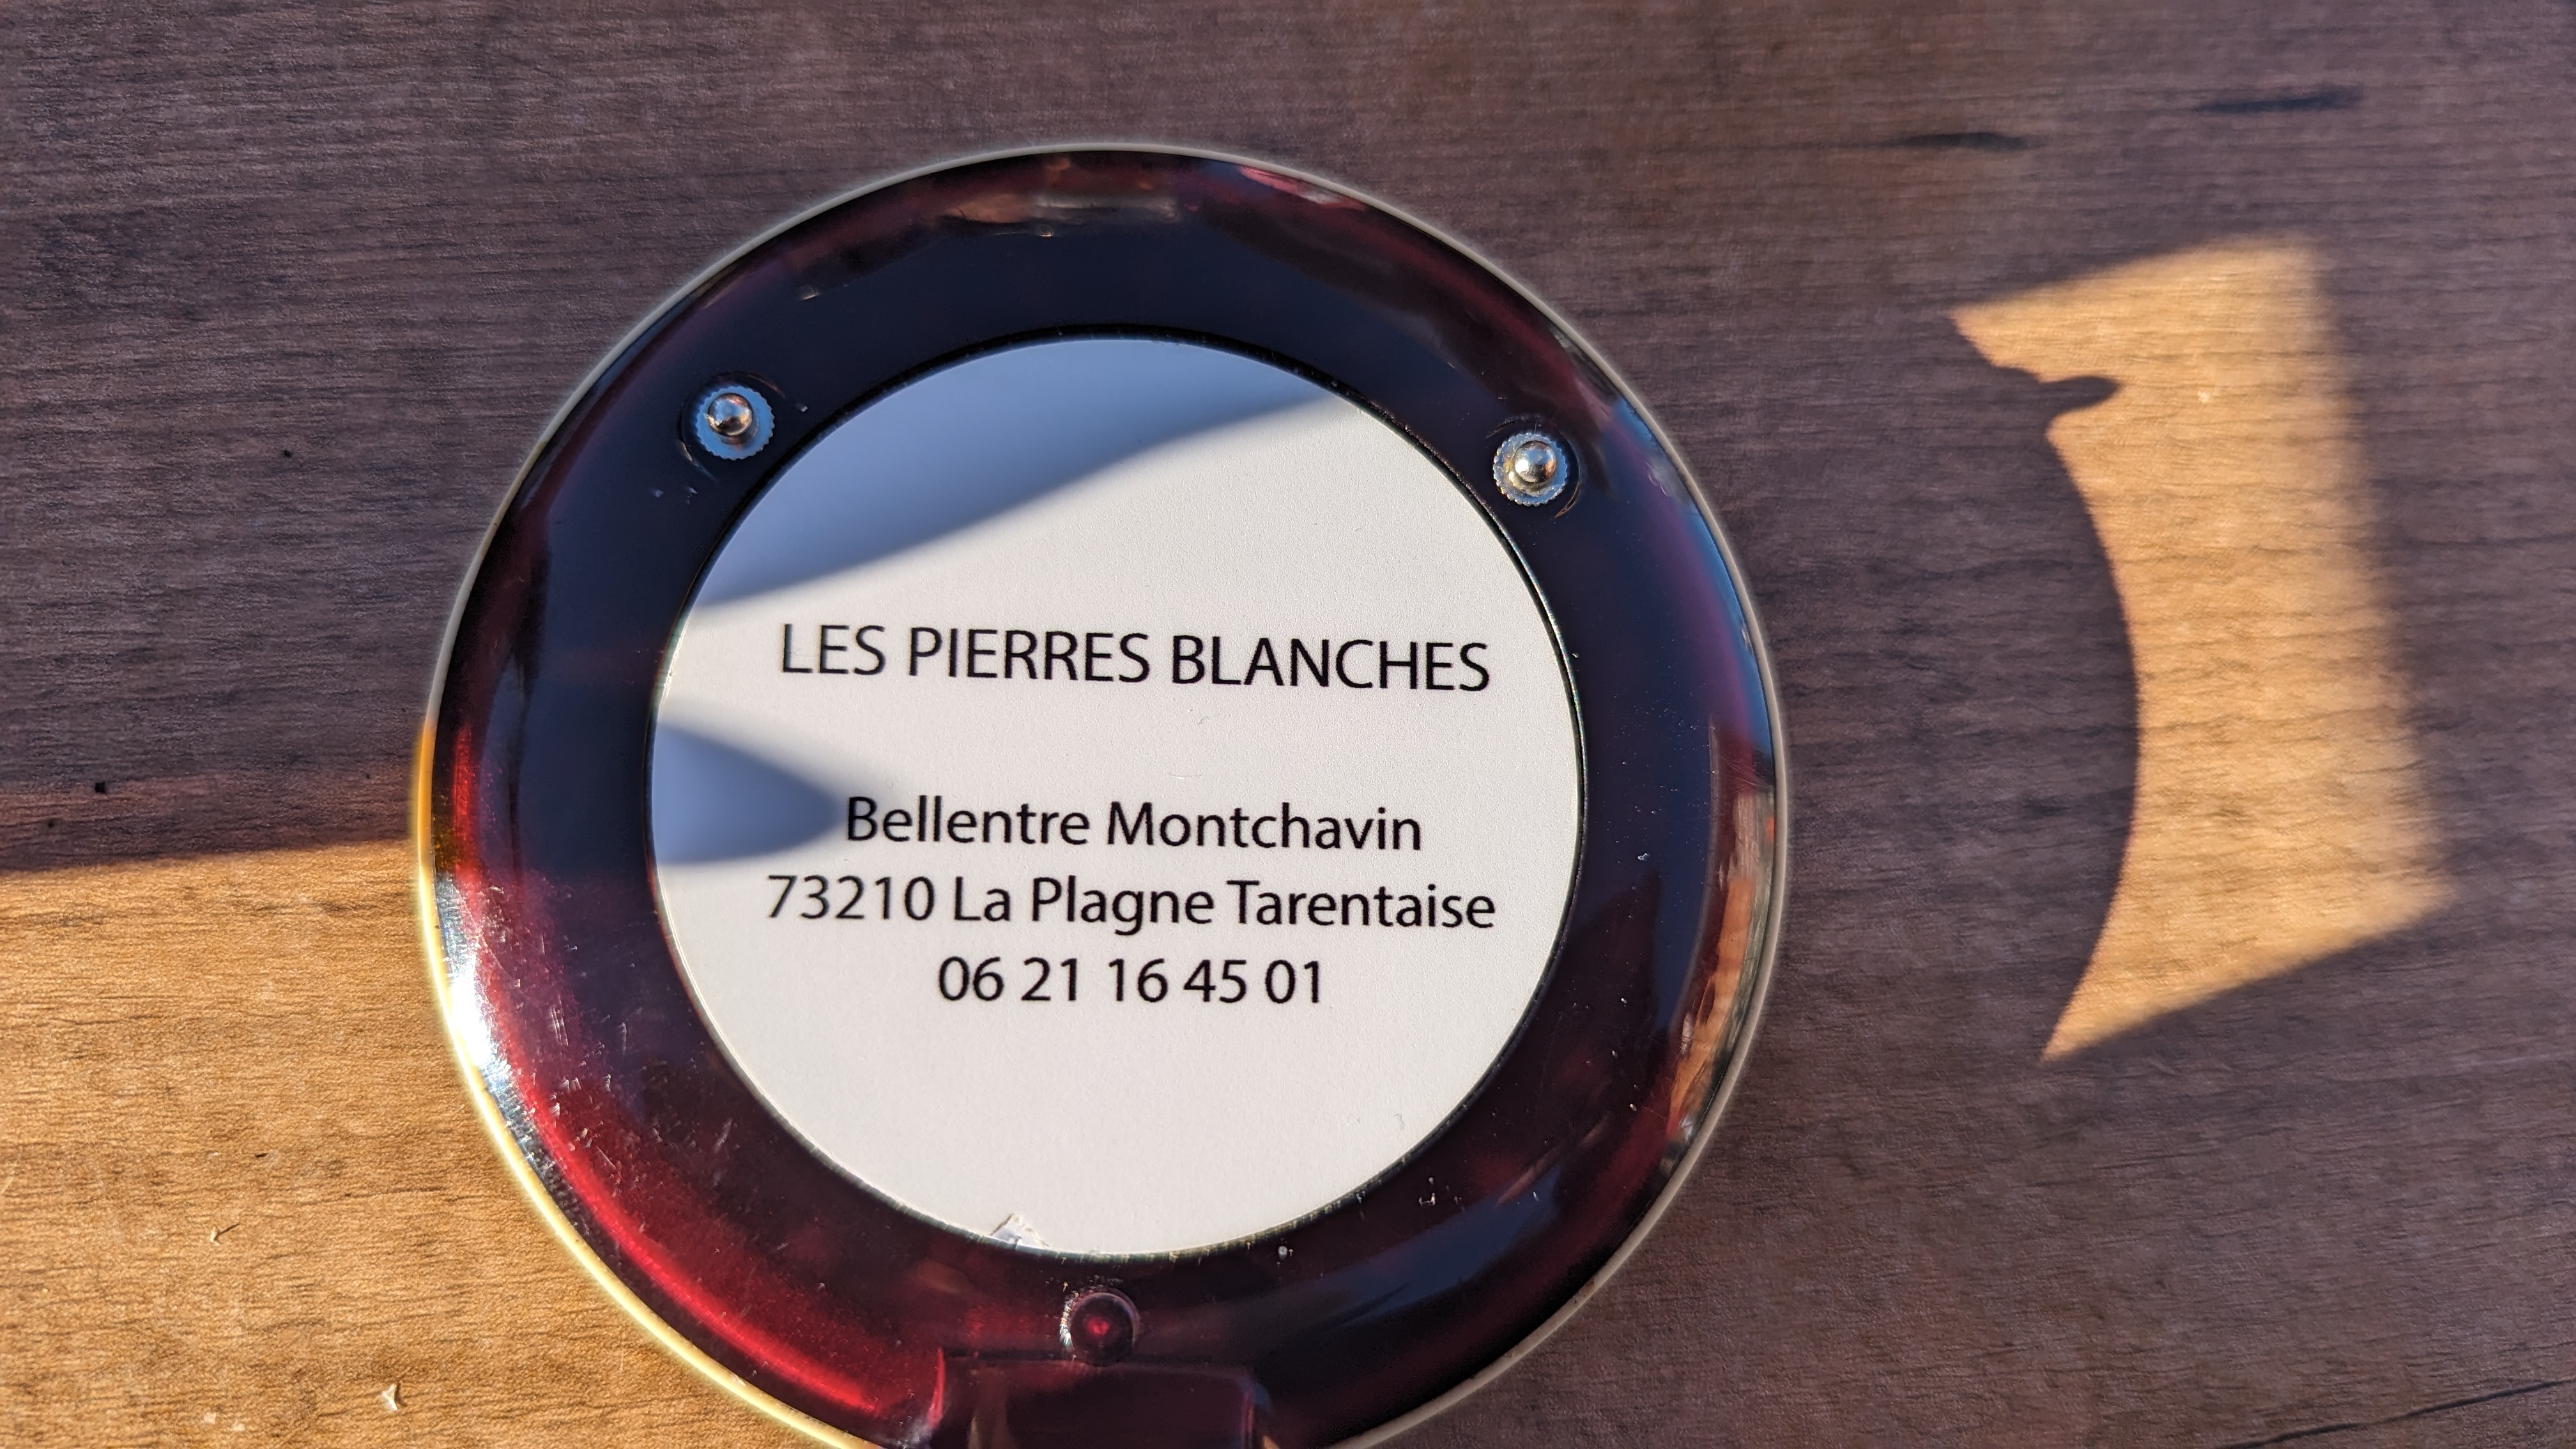 LES PIERRES BLANCHES
Bellentre Montchavin
73210 La Plagne Tarentaise
06 21 16 45 01